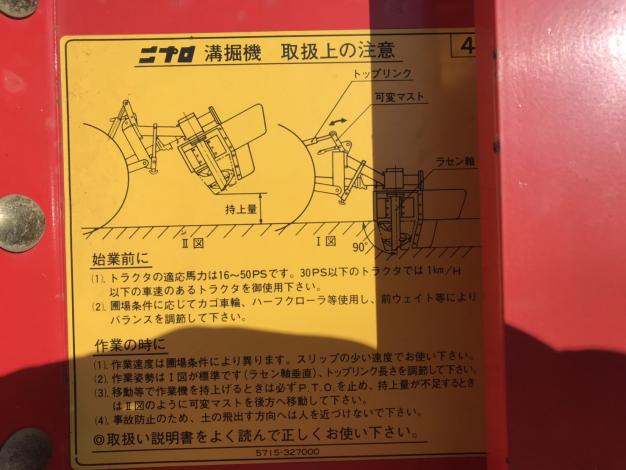 ニプロ 溝掘機 取扱上の注意 4
トップリンク
可変マスト
ラセン軸
持上量
Ⅱ図
Ⅰ図
90°
始業前に
(1). トラクタの適応馬力は16〜50PSです。30PS以下のトラクタでは1km/H
以下の車速のあるトラクタを御使用下さい。
(2). 圃場条件に応じてカゴ車輪、ハーフクローラ等使用し、前ウェイト等により
バランスを調節して下さい。
作業の時に
(1). 作業速度は圃場条件により異ります。スリップの少い速度でお使い下さい。
(2). 作業姿勢はⅠ図が標準です(ラセン軸垂直)、トップリンク長さを調節して下さい。
(3). 移動等で作業機を持上げるときは必ずP.T.O.を止め、持上量が不足するとき
はⅡ図のように可変マストを後方へ移動して下さい。
(4). 事故防止のため、土の飛出す方向へは人を近づけないで下さい。
◎取扱い説明書をよく読んで正しくお使い下さい。
5715-327000